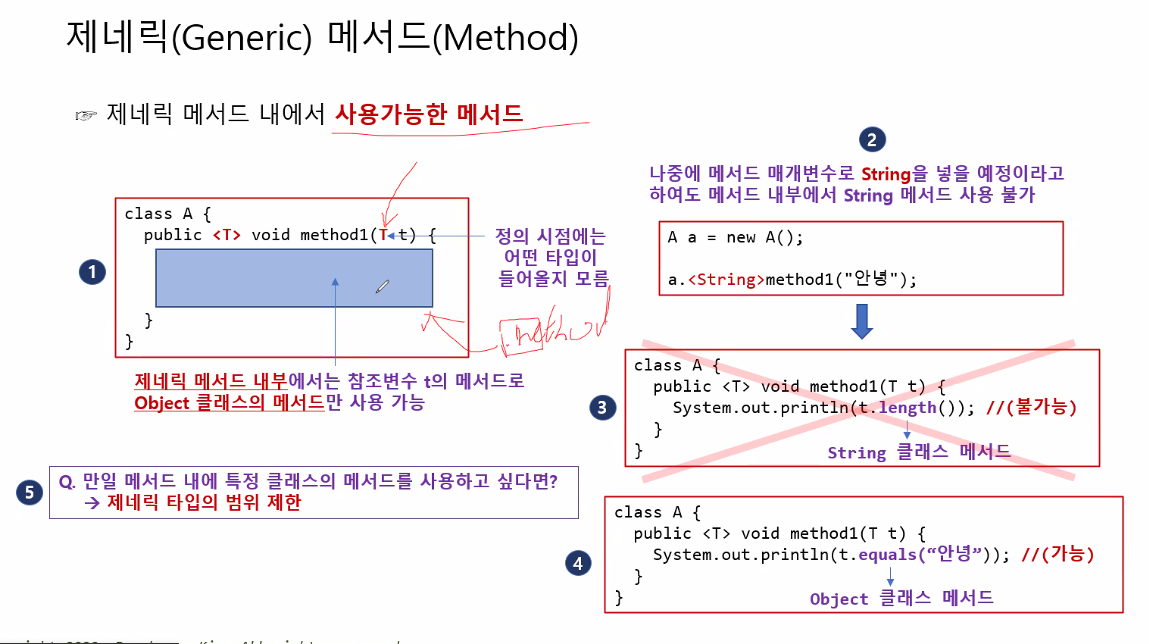 제네릭(Generic) 메서드(Method)
☞ 제네릭 메서드 내에서 사용가능한 메서드
1
class A {
public <T> void method1(T t) {
}
}
정의 시점에는
어떤 타입이
들어올지 모름
.method
제네릭 메서드 내부에서는 참조변수 t의 메서드로
Object 클래스의 메서드만 사용 가능
2
나중에 메서드 매개변수로 String을 넣을 예정이라고
하여도 메서드 내부에서 String 메서드 사용 불가
A a = new A();
a.<String>method1("안녕");
3
class A {
public <T> void method1(T t) {
System.out.println(t.length()); //(불가능)
}
}
String 클래스 메서드
4
class A {
public <T> void method1(T t) {
System.out.println(t.equals(“안녕”)); //(가능)
}
}
Object 클래스 메서드
5
Q. 만일 메서드 내에 특정 클래스의 메서드를 사용하고 싶다면?
→ 제네릭 타입의 범위 제한